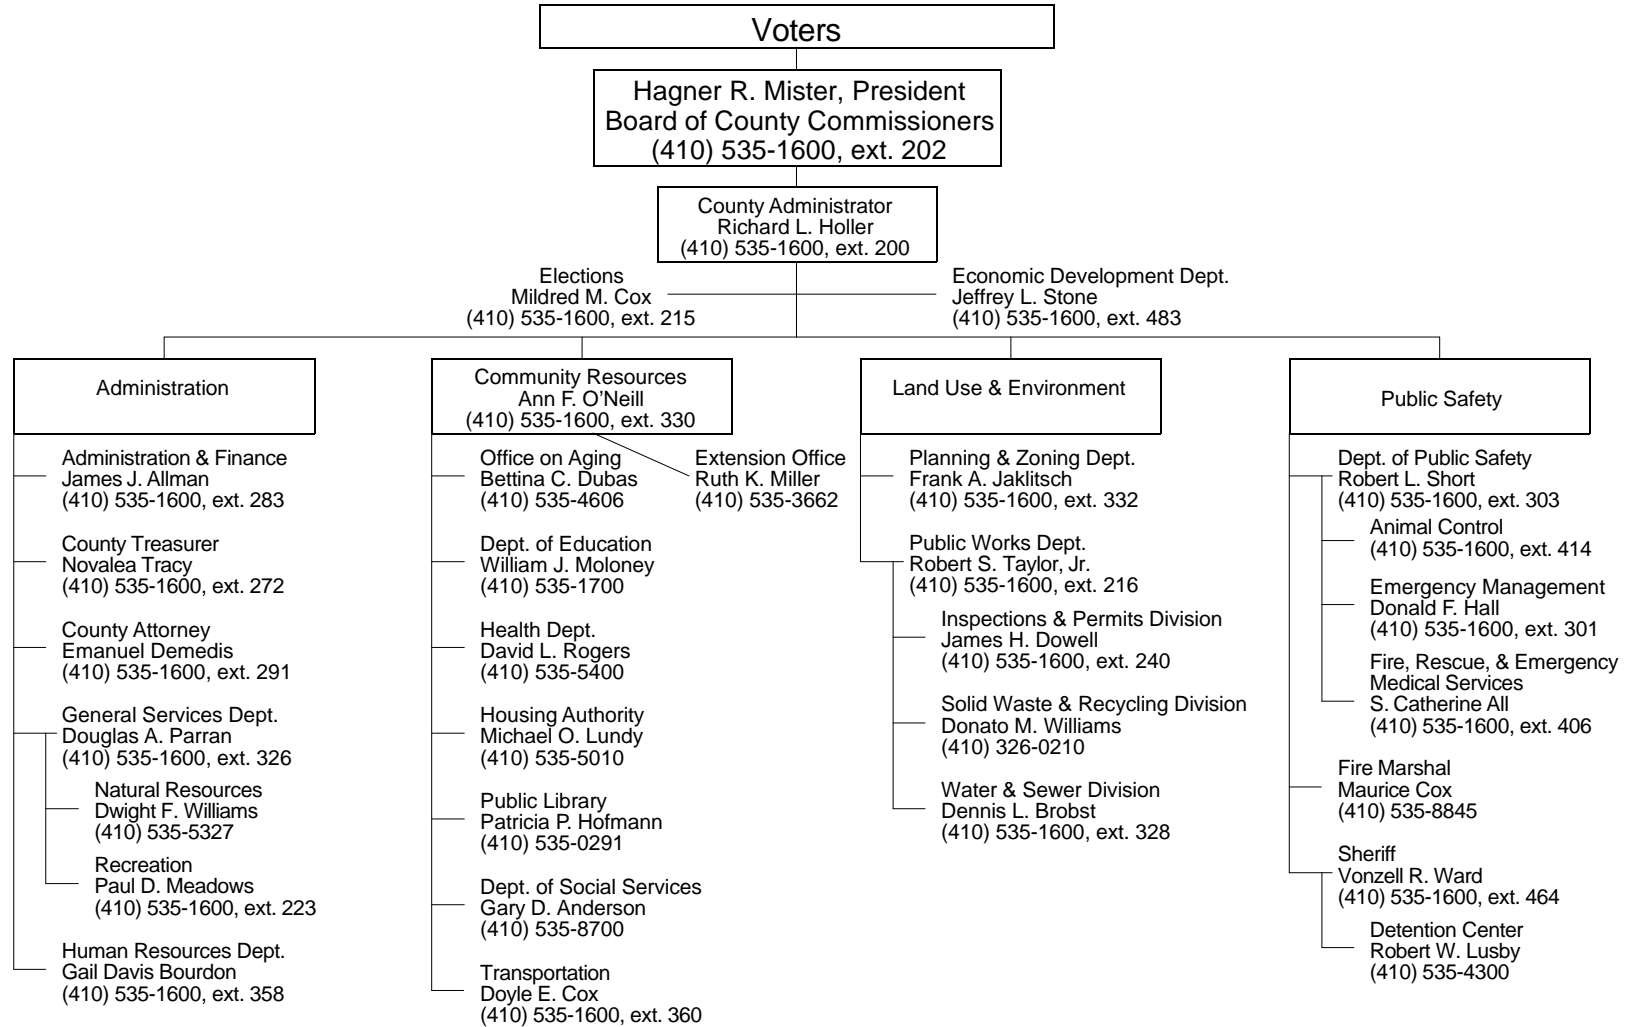 Voters
Hagner R. Mister, President
Board of County Commissioners
(410) 535-1600, ext. 202
County Administrator
Richard L. Holler
(410) 535-1600, ext. 200
Elections
Mildred M. Cox
(410) 535-1600, ext. 215
Economic Development Dept.
Jeffrey L. Stone
(410) 535-1600, ext. 483
Administration
Administration & Finance
James J. Allman
(410) 535-1600, ext. 283
County Treasurer
Novalea Tracy
(410) 535-1600, ext. 272
County Attorney
Emanuel Demedis
(410) 535-1600, ext. 291
General Services Dept.
Douglas A. Parran
(410) 535-1600, ext. 326
Natural Resources
Dwight F. Williams
(410) 535-5327
Recreation
Paul D. Meadows
(410) 535-1600, ext. 223
Human Resources Dept.
Gail Davis Bourdon
(410) 535-1600, ext. 358
Community Resources
Ann F. O’Neill
(410) 535-1600, ext. 330
Extension Office
Ruth K. Miller
(410) 535-3662
Office on Aging
Bettina C. Dubas
(410) 535-4606
Dept. of Education
William J. Moloney
(410) 535-1700
Health Dept.
David L. Rogers
(410) 535-5400
Housing Authority
Michael O. Lundy
(410) 535-5010
Public Library
Patricia P. Hofmann
(410) 535-0291
Dept. of Social Services
Gary D. Anderson
(410) 535-8700
Transportation
Doyle E. Cox
(410) 535-1600, ext. 360
Land Use & Environment
Planning & Zoning Dept.
Frank A. Jaklitsch
(410) 535-1600, ext. 332
Public Works Dept.
Robert S. Taylor, Jr.
(410) 535-1600, ext. 216
Inspections & Permits Division
James H. Dowell
(410) 535-1600, ext. 240
Solid Waste & Recycling Division
Donato M. Williams
(410) 326-0210
Water & Sewer Division
Dennis L. Brobst
(410) 535-1600, ext. 328
Public Safety
Dept. of Public Safety
Robert L. Short
(410) 535-1600, ext. 303
Animal Control
(410) 535-1600, ext. 414
Emergency Management
Donald F. Hall
(410) 535-1600, ext. 301
Fire, Rescue, & Emergency
Medical Services
S. Catherine All
(410) 535-1600, ext. 406
Fire Marshal
Maurice Cox
(410) 535-8845
Sheriff
Vonzell R. Ward
(410) 535-1600, ext. 464
Detention Center
Robert W. Lusby
(410) 535-4300